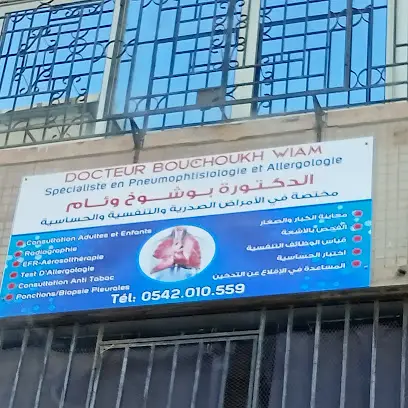 DOCTEUR BOUCHOUKH WIAM
Spécialiste en Pneumophtisiologie et Allergologie
الدكتورة بوشوخ وئام
مختصة في الأمراض الصدرية والتنفسية والحساسية
Consultation Adultes et Enfants
Radiographie
EFR-Aérosolthérapie
Test D'Allergologie
Consultation Anti Tabac
Ponctions/Biopsie Pleurales
معاينة الكبار والصغار
الفحص بالأشعة
قياس الوظائف التنفسية
اختبار الحساسية
المساعدة في الإقلاع عن التدخين
Tél: 0542.010.559